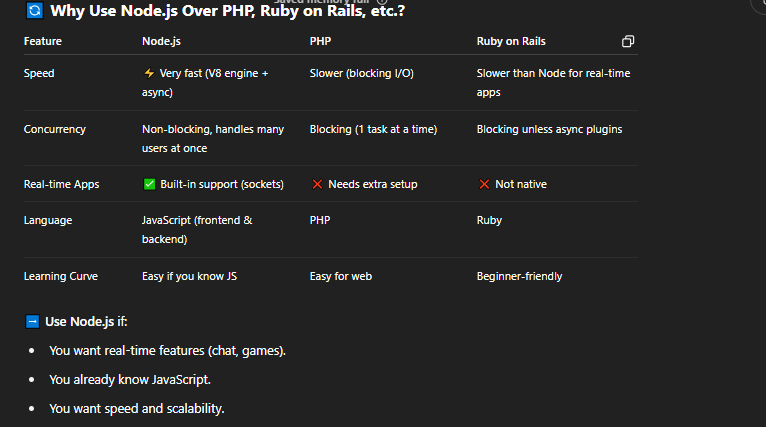 Saved memory full
🔄 Why Use Node.js Over PHP, Ruby on Rails, etc.?
Feature Node.js PHP Ruby on Rails
Speed ⚡ Very fast (V8 engine + async) Slower (blocking I/O) Slower than Node for real-time apps
Concurrency Non-blocking, handles many users at once Blocking (1 task at a time) Blocking unless async plugins
Real-time Apps ✅ Built-in support (sockets) ❌ Needs extra setup ❌ Not native
Language JavaScript (frontend & backend) PHP Ruby
Learning Curve Easy if you know JS Easy for web Beginner-friendly
➡️ Use Node.js if:
• You want real-time features (chat, games).
• You already know JavaScript.
• You want speed and scalability.